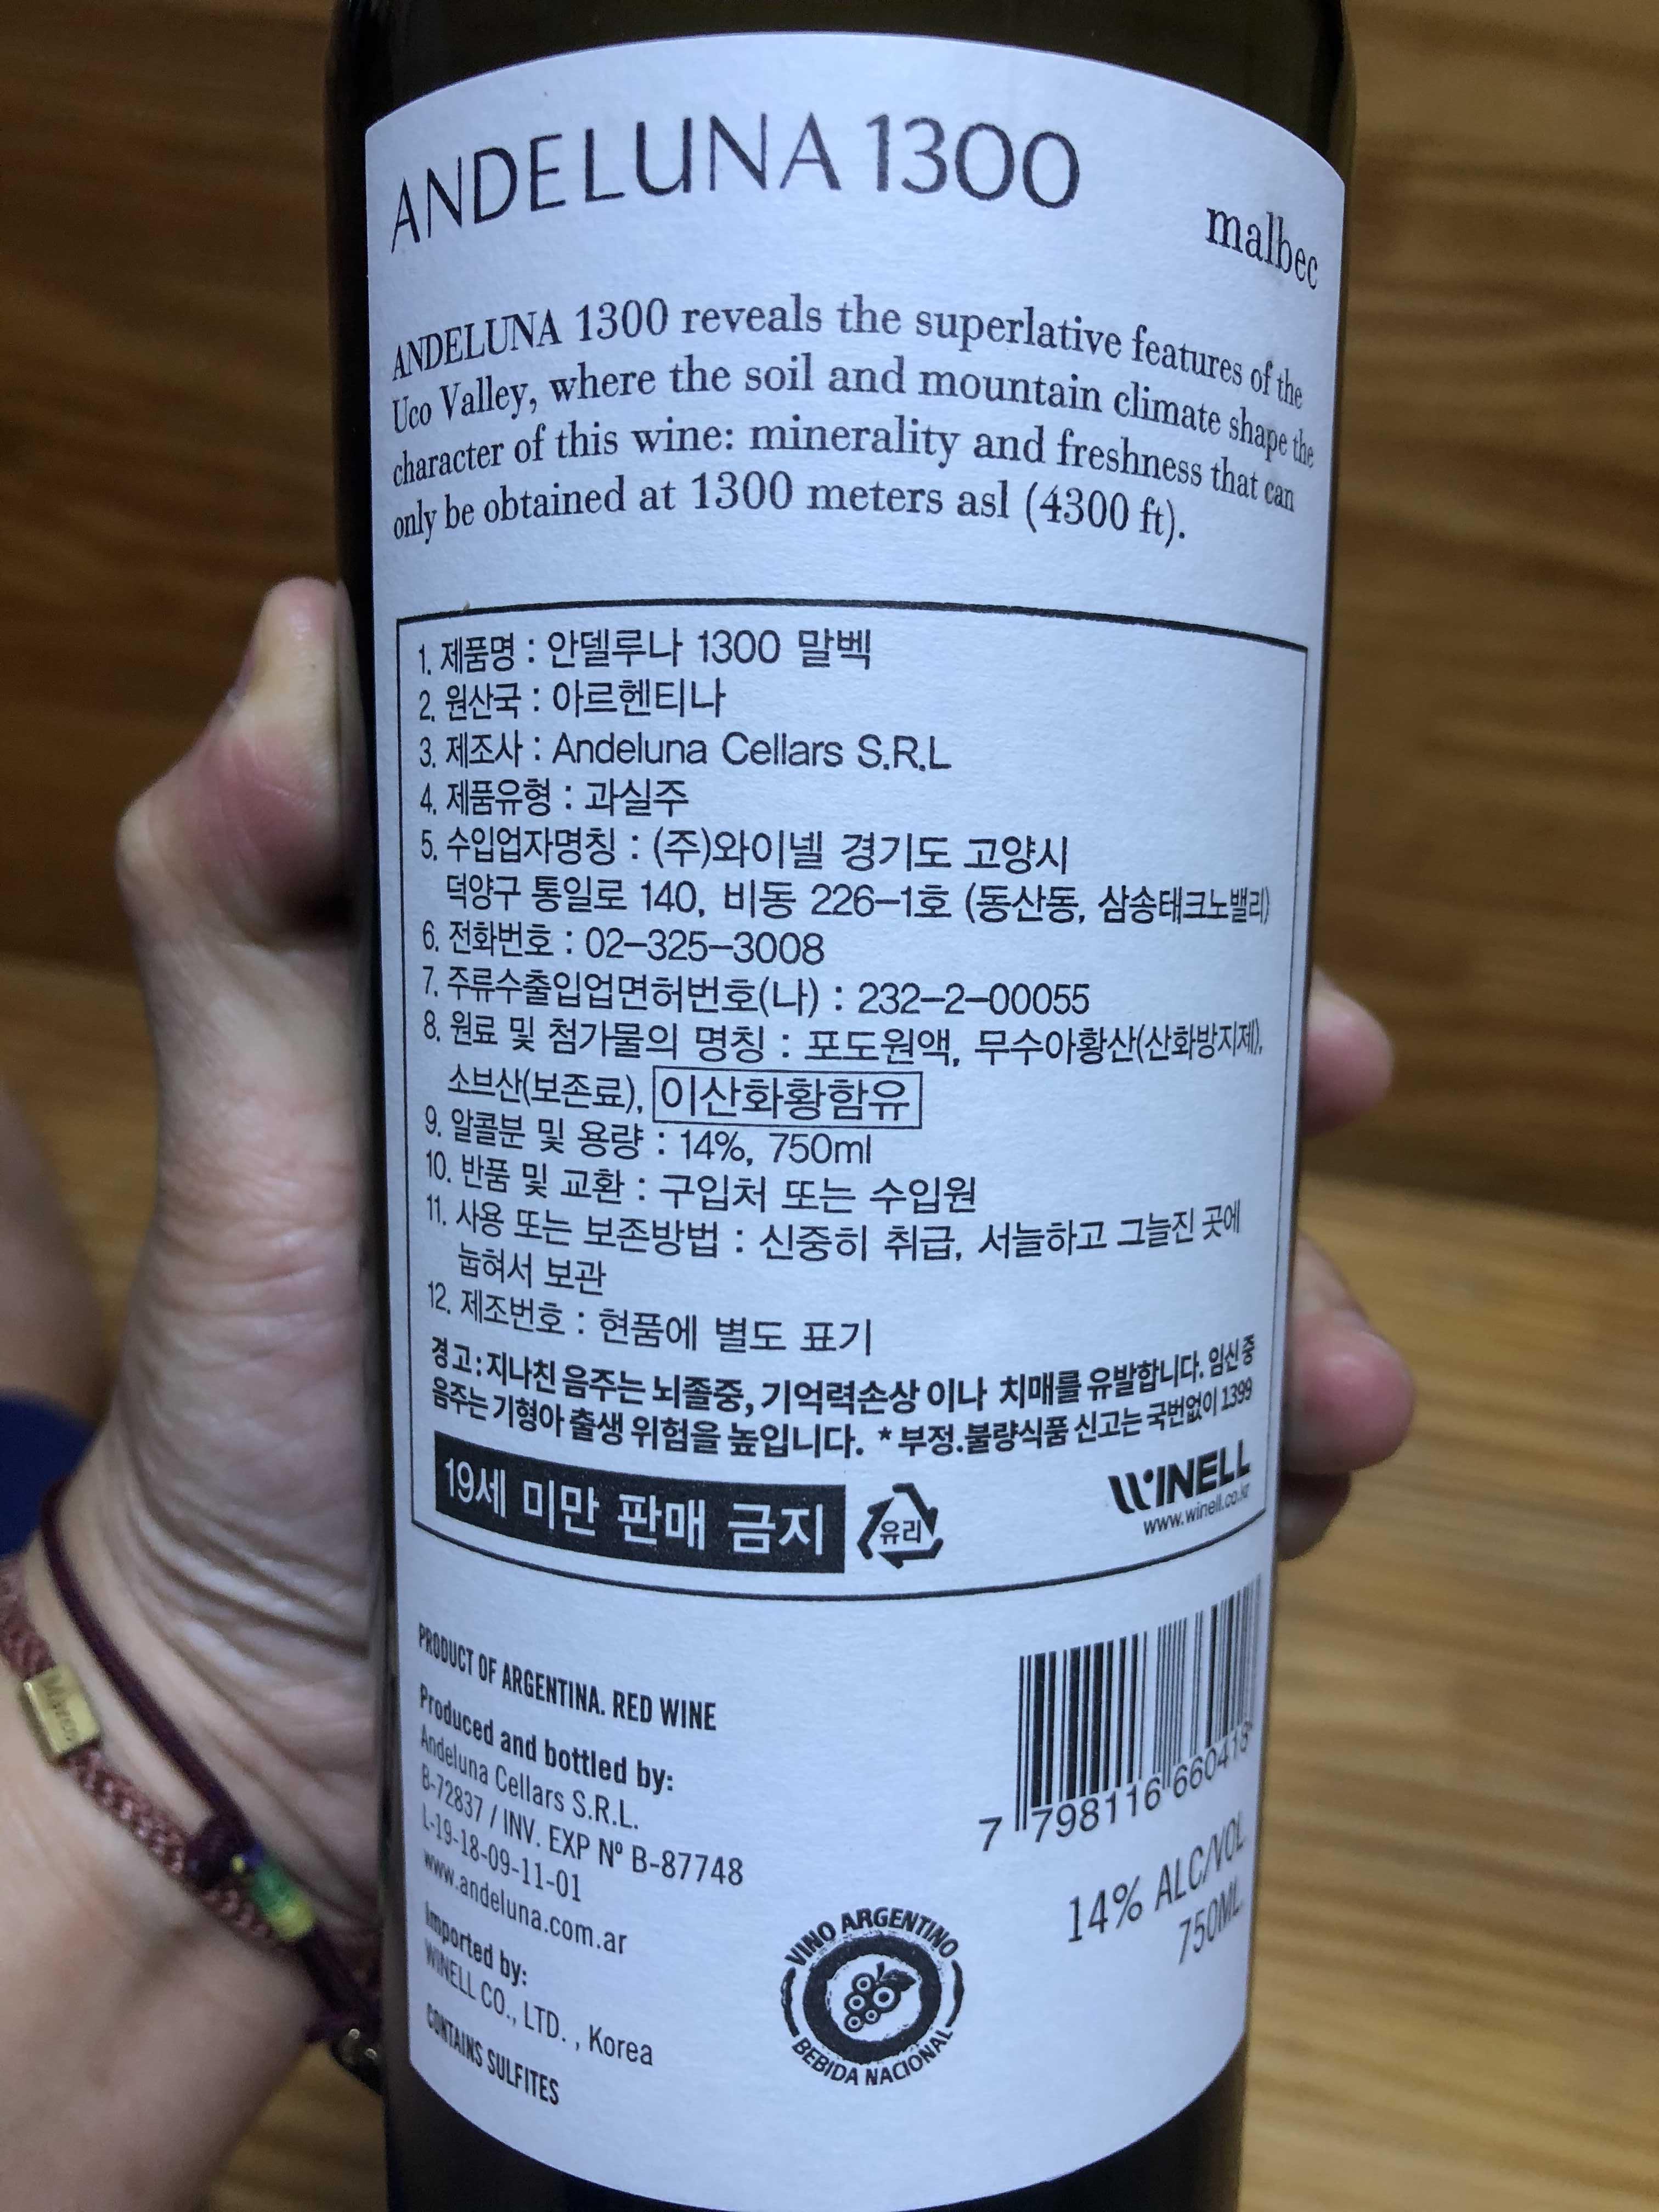 ANDELUNA 1300
malbec
ANDELUNA 1300 reveals the superlative features of the
Uco Valley, where the soil and mountain climate shape the
character of this wine: minerality and freshness that can
only be obtained at 1300 meters asl (4300 ft).
1. 제품명 : 안델루나 1300 말벡
2. 원산국 : 아르헨티나
3. 제조사 : Andeluna Cellars S.R.L
4. 제품유형 : 과실주
5. 수입업자명칭 : (주)와이넬 경기도 고양시
덕양구 통일로 140, 비동 226-1호 (동산동, 삼송테크노밸리)
6. 전화번호 : 02-325-3008
7. 주류수출입업면허번호(나) : 232-2-00055
8. 원료 및 첨가물의 명칭 : 포도원액, 무수아황산(산화방지제),
소브산(보존료), 이산화황함유
9. 알콜분 및 용량 : 14%, 750ml
10. 반품 및 교환 : 구입처 또는 수입원
11. 사용 또는 보존방법 : 신중히 취급, 서늘하고 그늘진 곳에
눕혀서 보관
12. 제조번호 : 현품에 별도 표기
경고:지나친 음주는 뇌졸중, 기억력손상 이나 치매를 유발합니다. 임신 중
음주는 기형아 출생 위험을 높입니다. *부정.불량식품 신고는 국번없이 1399
19세 미만 판매 금지
유리
WINELL
www.winell.co.kr
PRODUCT OF ARGENTINA. RED WINE
Produced and bottled by:
Andeluna Cellars S.R.L.
B-72837 / INV. EXP Nº B-87748
L-19-18-09-11-01
www.andeluna.com.ar
Imported by:
WINELL CO., LTD. , Korea
CONTAINS SULFITES
7 798116 660418
14% ALC/VOL
750ML
VINO ARGENTINO
BEBIDA NACIONAL